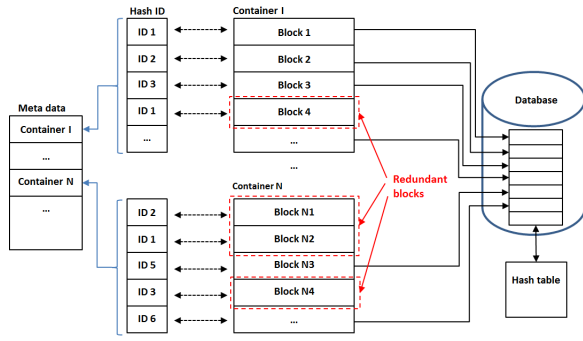 Hash ID
Container I
ID 1
Block 1
ID 2
Block 2
ID 3
Block 3
ID 1
Block 4
...
...
...
Meta data
Container I
...
Container N
...
Database
Redundant
blocks
Container N
ID 2
Block N1
ID 1
Block N2
ID 5
Block N3
ID 3
Block N4
ID 6
...
Hash table